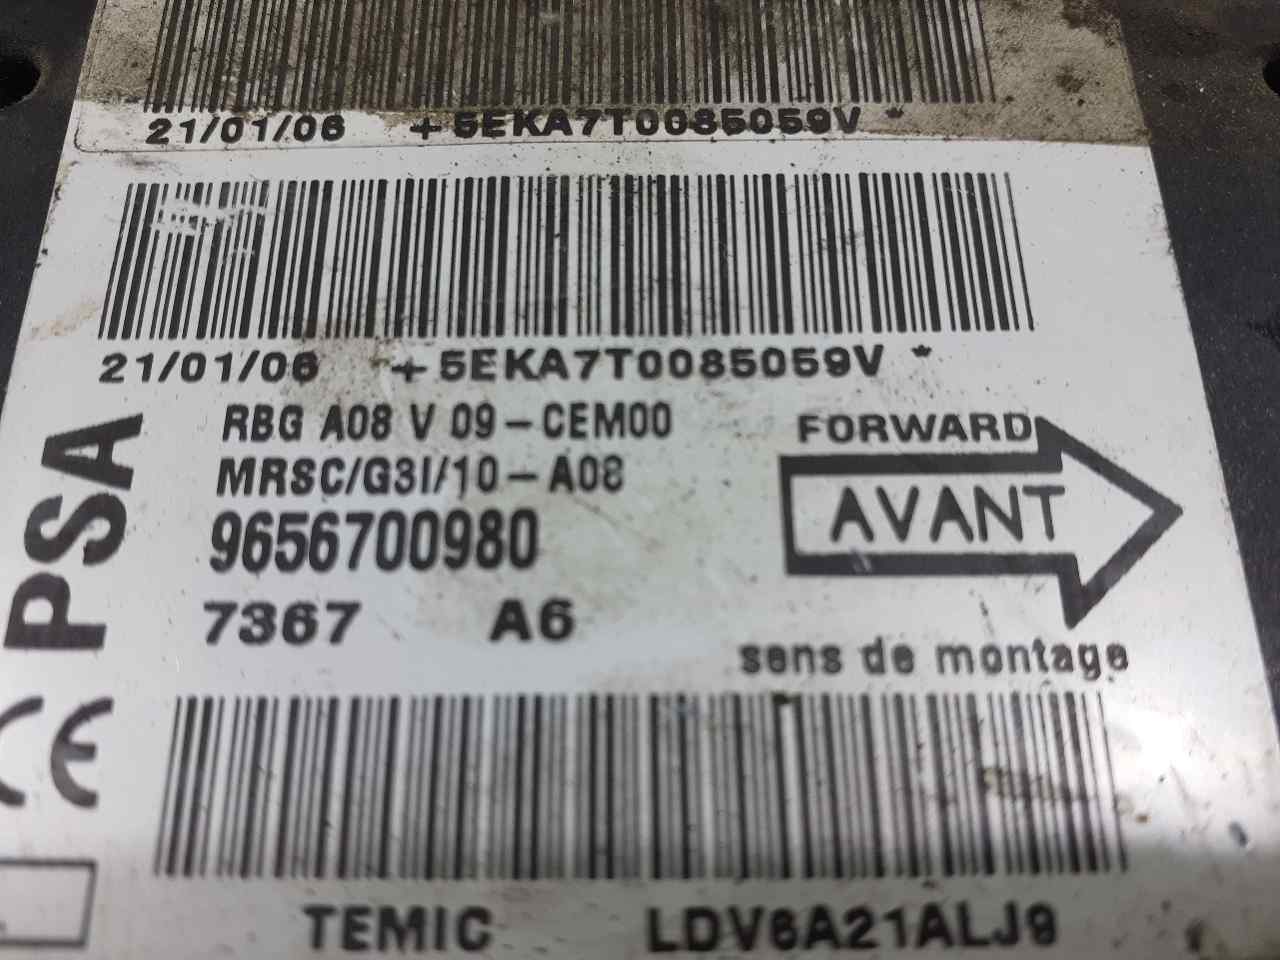 21/01/06 +5EKA7T0085059V *
21/01/06 +5EKA7T0085059V *
PSA
RBG A08 V 09-CEM00
MRSC/G3I/10-A08
9656700980
7367 A6
FORWARD
AVANT
sens de montage
CE
TEMIC LDV6A21ALJ9